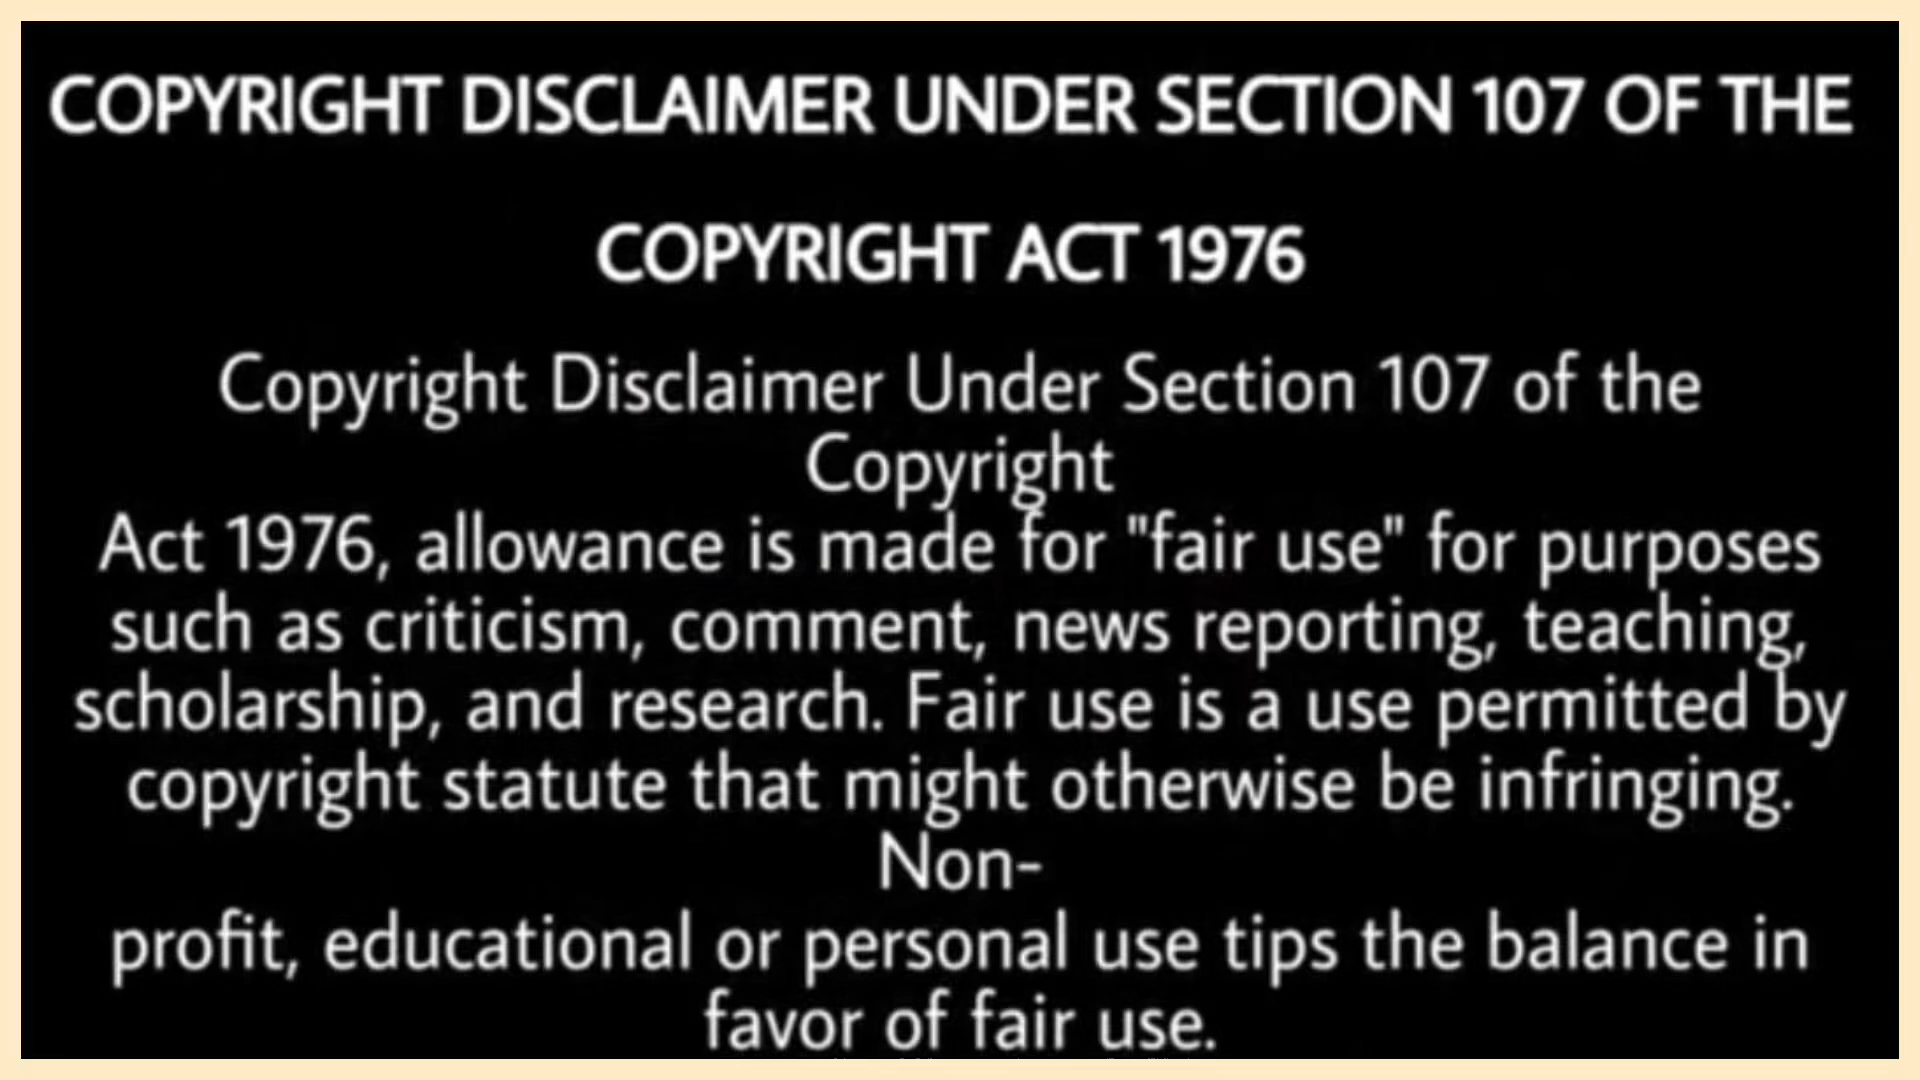 COPYRIGHT DISCLAIMER UNDER SECTION 107 OF THE
COPYRIGHT ACT 1976
Copyright Disclaimer Under Section 107 of the
Copyright
Act 1976, allowance is made for "fair use" for purposes
such as criticism, comment, news reporting, teaching,
scholarship, and research. Fair use is a use permitted by
copyright statute that might otherwise be infringing.
Non-
profit, educational or personal use tips the balance in
favor of fair use.